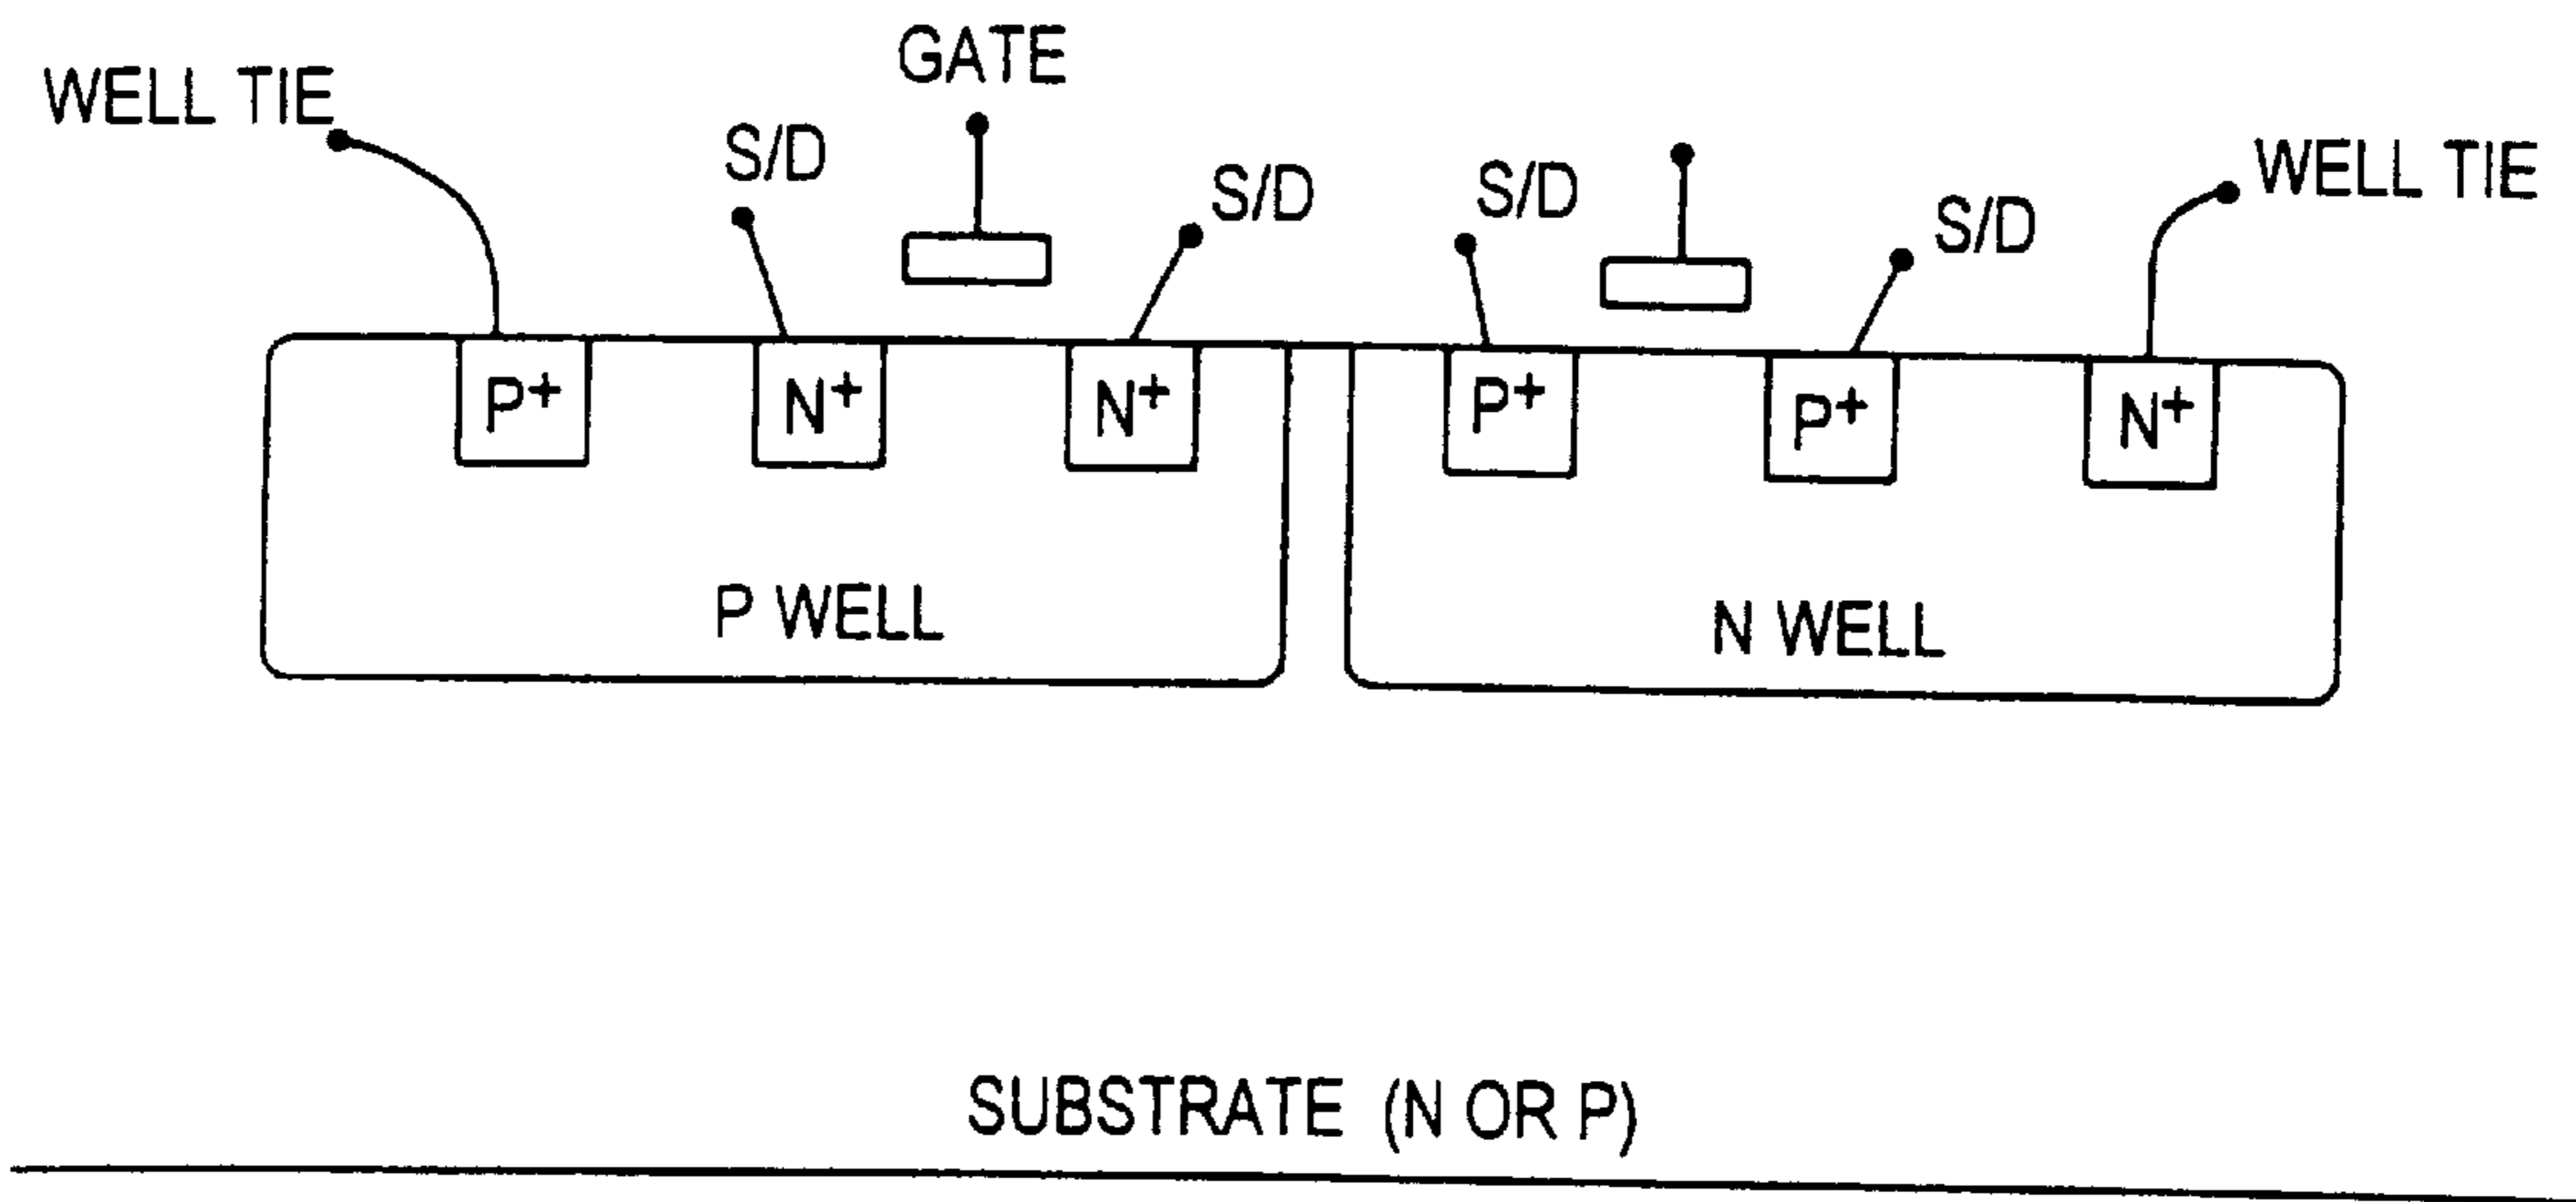 GATE
WELL TIE
S/D
S/D
S/D
S/D
WELL TIE
P+
N+
N+
P+
P+
N+
P WELL
N WELL
SUBSTRATE (N OR P)